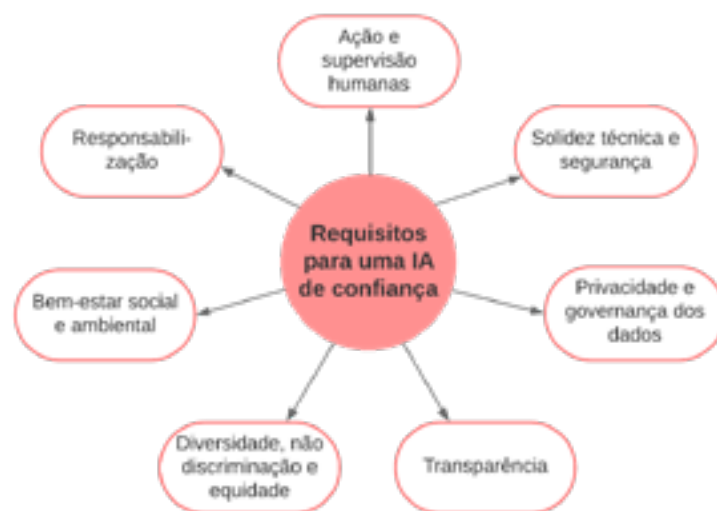 Ação e
supervisão
humanas
Responsabili-
zação
Solidez técnica e
segurança
Requisitos
para uma IA
de confiança
Bem-estar social
e ambiental
Privacidade e
governança dos
dados
Diversidade, não
discriminação e
equidade
Transparência